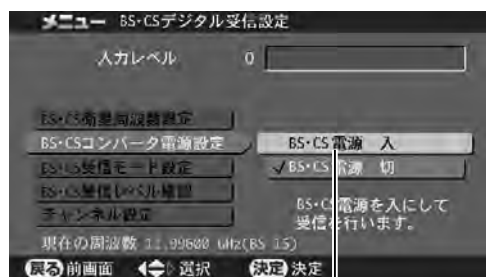 メニュー BS・CSデジタル受信設定
入力レベル 0
BS・CS衛星周波数設定
BS・CSコンバータ電源設定
BS・CS電源 入
BS・CS受信モード設定
✓BS・CS電源 切
BS・CS受信レベル確認
チャンネル設定
BS・CS電源を入にして
受信を行います。
現在の周波数 11.99600 GHz(BS 15)
戻る 前画面 選択 決定 決定